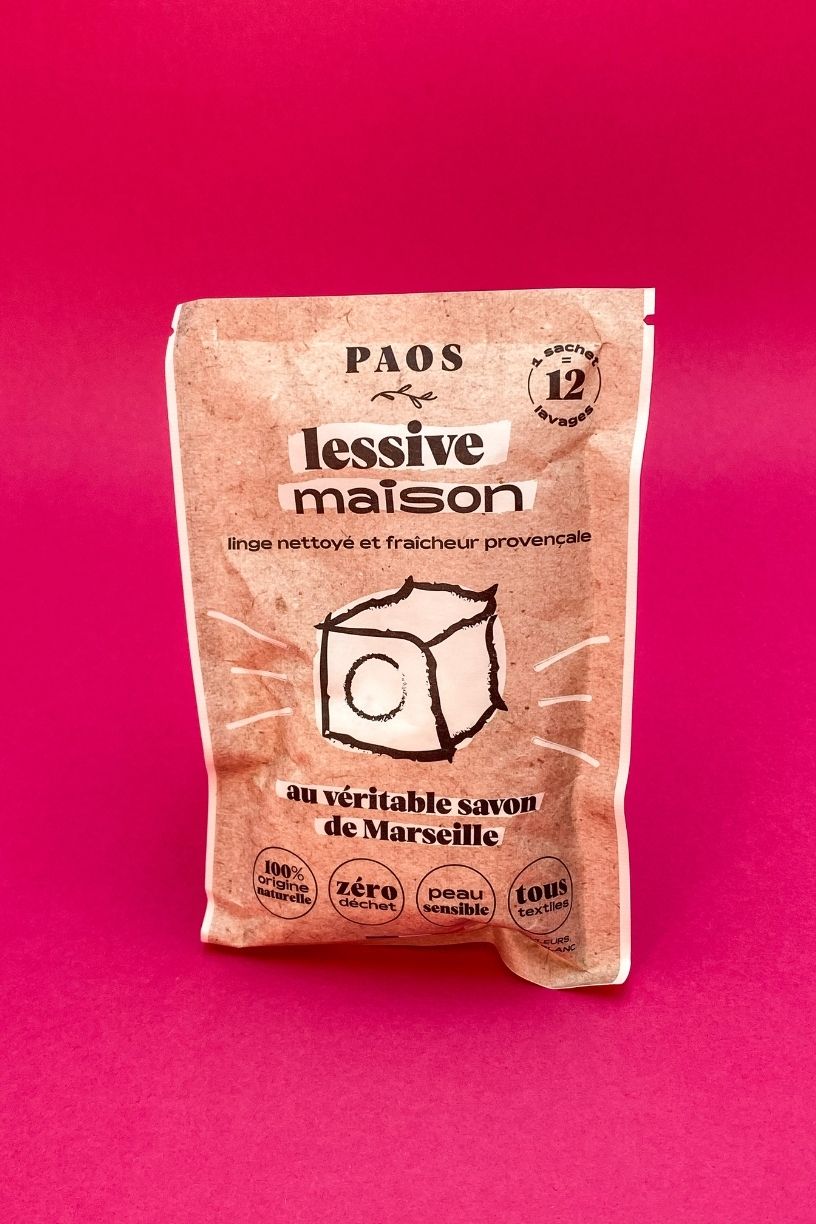 PAOS
1 sachet
=
12
lavages
lessive
maison
linge nettoyé et fraîcheur provençale
au véritable savon
de Marseille
100%
origine
naturelle
zéro
déchet
peau
sensible
tous
textiles